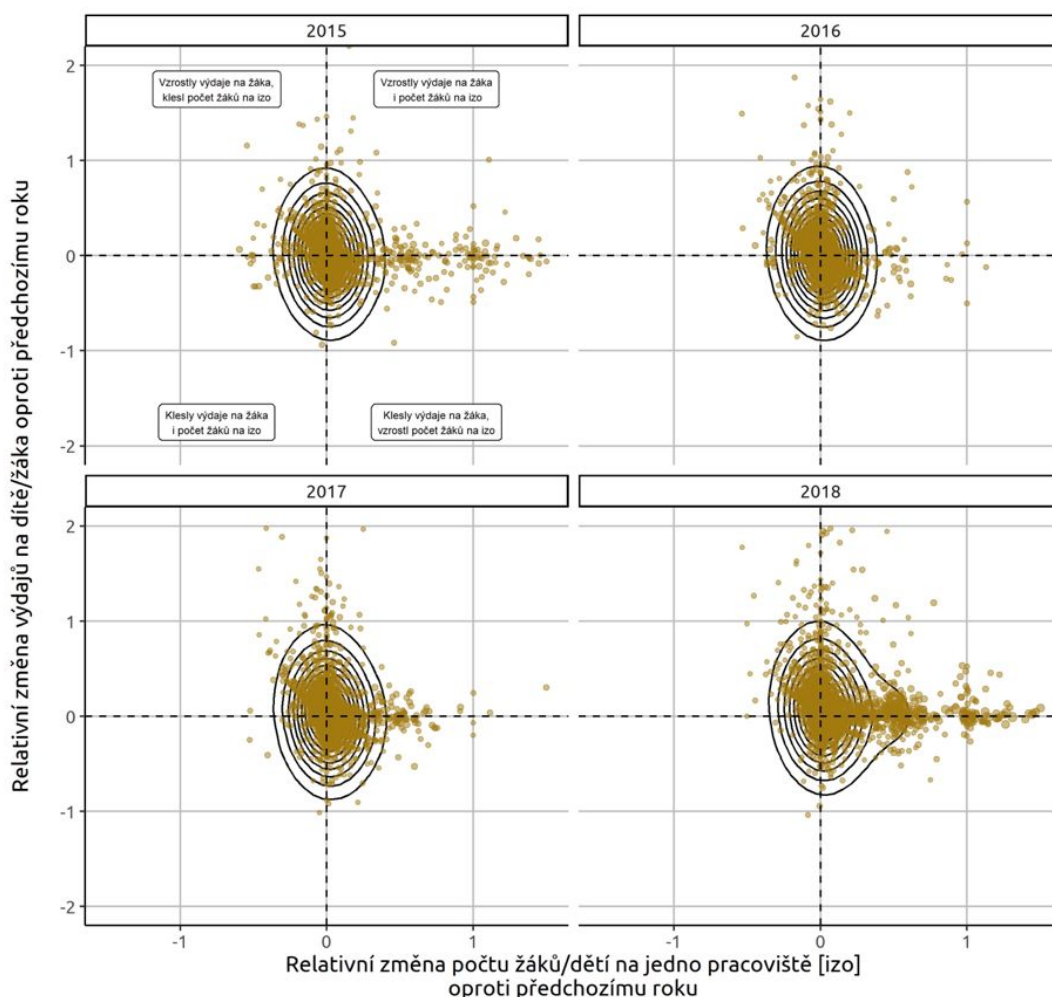 2015
2016
Vzrostly výdaje na žáka,
klesl počet žáků na izo
Vzrostly výdaje na žáka
i počet žáků na izo
Klesly výdaje na žáka
i počet žáků na izo
Klesly výdaje na žáka,
vzrostl počet žáků na izo
2
1
0
-1
-2
2017
2018
2
1
0
-1
-2
-1
0
1
-1
0
1
Relativní změna výdajů na dítě/žáka oproti předchozímu roku
Relativní změna počtu žáků/dětí na jedno pracoviště [izo]
oproti předchozímu roku